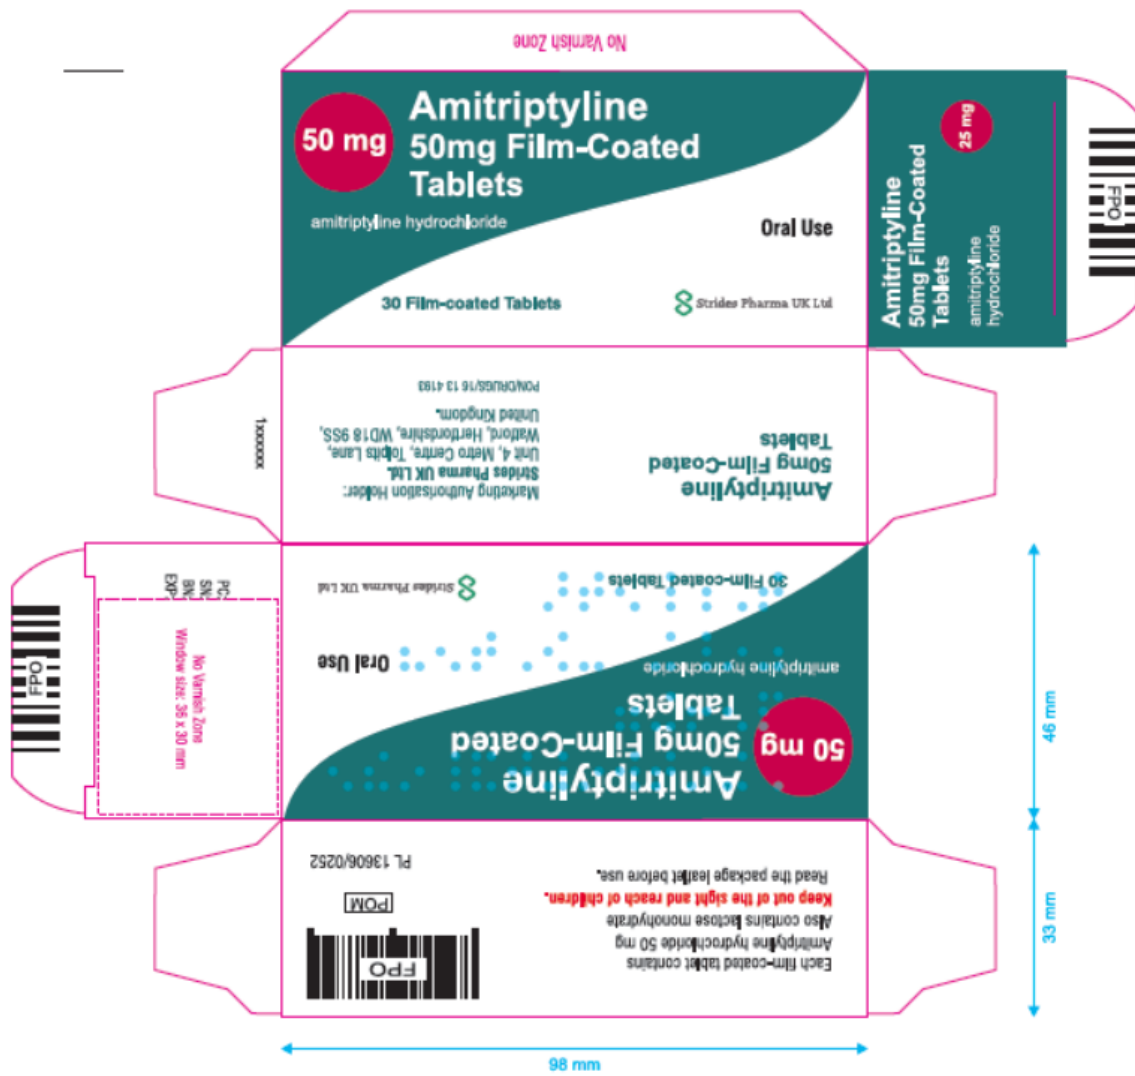 No Varnish Zone
50 mg
Amitriptyline
50mg Film-Coated
Tablets
amitriptyline hydrochloride
Oral Use
30 Film-coated Tablets
Strides Pharma UK Ltd
Amitriptyline
50mg Film-Coated
Tablets
25 mg
amitriptyline
hydrochloride
FPO
1xxxxxx
Amitriptyline
50mg Film-Coated
Tablets
Marketing Authorisation Holder:
Strides Pharma UK Ltd.
Unit 4, Metro Centre, Tolpits Lane,
Watford, Hertfordshire, WD18 9SS,
United Kingdom.
PON/DRUGS/16 13 4193
FPO
PC:
SN:
BN:
EXP:
No Varnish Zone
Window size: 36 x 30 mm
50 mg
Amitriptyline
50mg Film-Coated
Tablets
amitriptyline hydrochloride
Oral Use
30 Film-coated Tablets
Strides Pharma UK Ltd
Each film-coated tablet contains
Amitriptyline hydrochloride 50 mg
Also contains lactose monohydrate
Keep out of the sight and reach of children.
Read the package leaflet before use.
FPO
POM
PL 13606/0252
46 mm
33 mm
98 mm